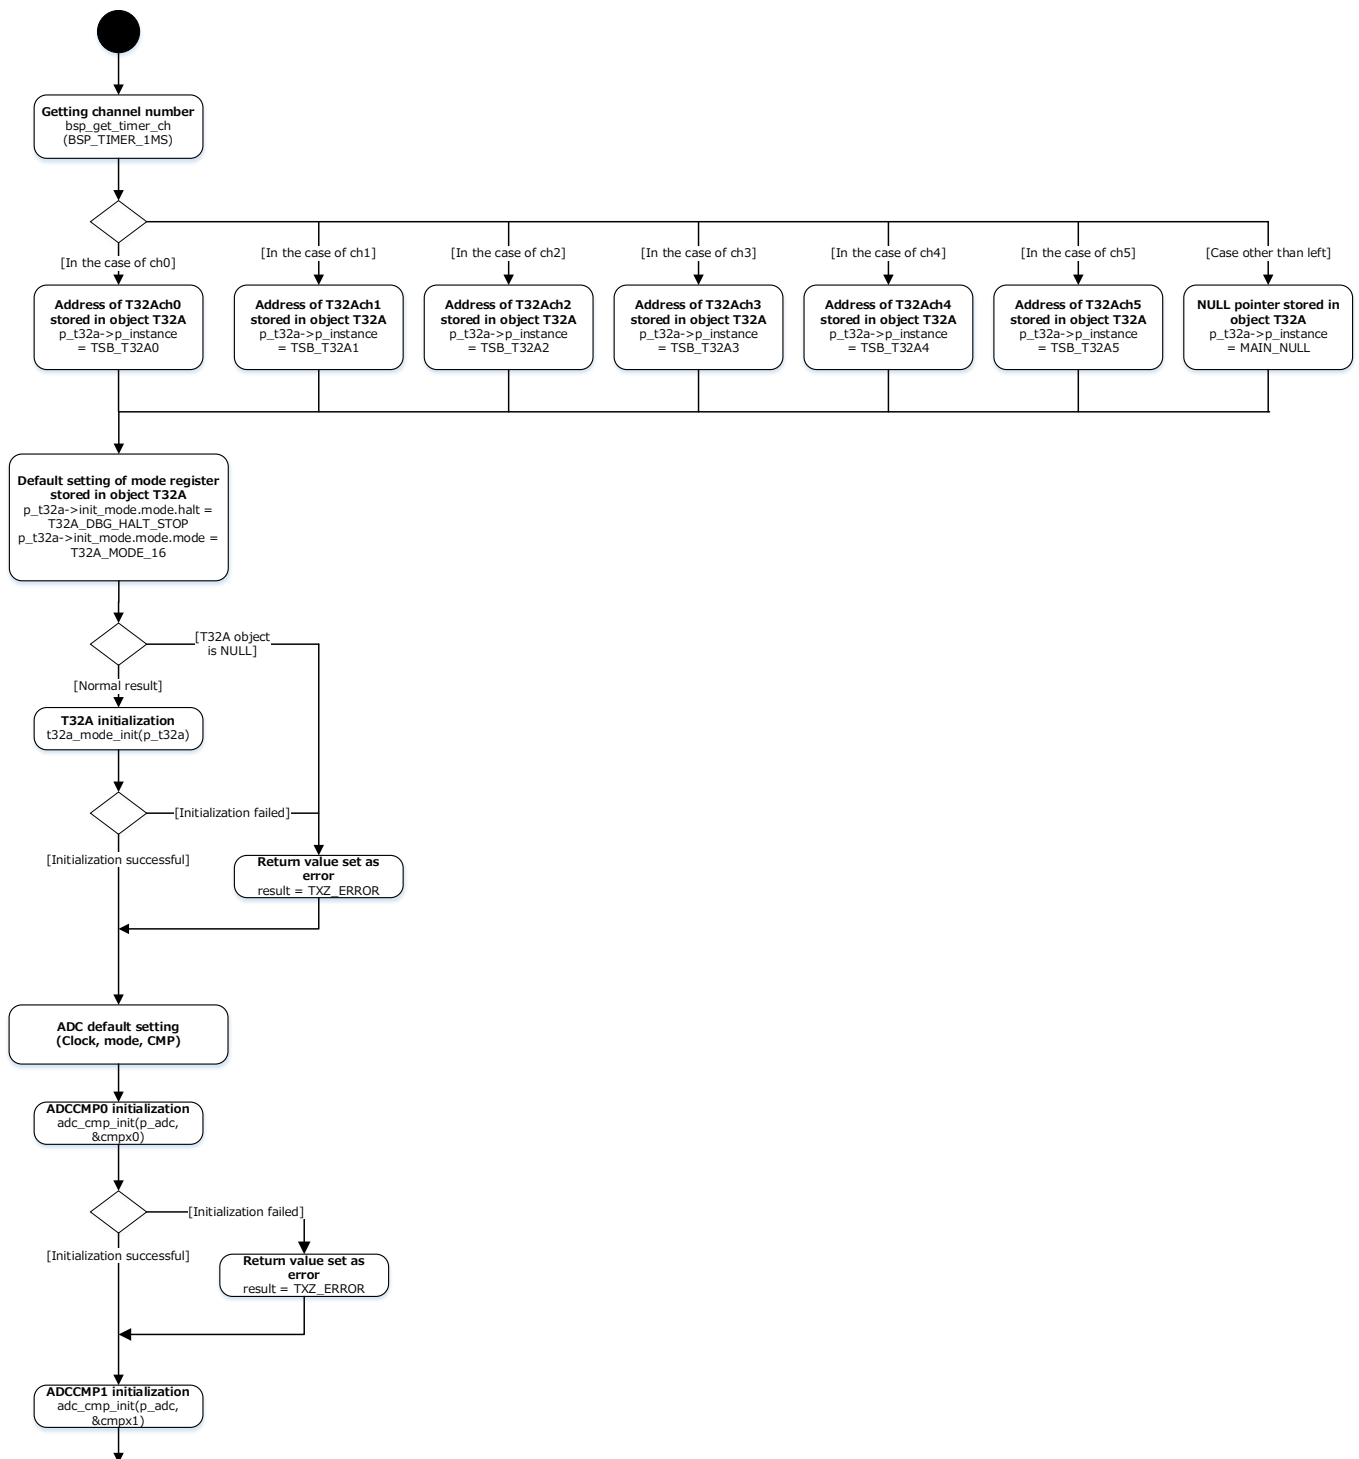 Getting channel number
bsp_get_timer_ch
(BSP_TIMER_1MS)
[In the case of ch0]
[In the case of ch1]
[In the case of ch2]
[In the case of ch3]
[In the case of ch4]
[In the case of ch5]
[Case other than left]
Address of T32Ach0
stored in object T32A
p_t32a->p_instance
= TSB_T32A0
Address of T32Ach1
stored in object T32A
p_t32a->p_instance
= TSB_T32A1
Address of T32Ach2
stored in object T32A
p_t32a->p_instance
= TSB_T32A2
Address of T32Ach3
stored in object T32A
p_t32a->p_instance
= TSB_T32A3
Address of T32Ach4
stored in object T32A
p_t32a->p_instance
= TSB_T32A4
Address of T32Ach5
stored in object T32A
p_t32a->p_instance
= TSB_T32A5
NULL pointer stored in
object T32A
p_t32a->p_instance
= MAIN_NULL
Default setting of mode register
stored in object T32A
p_t32a->init_mode.mode.halt =
T32A_DBG_HALT_STOP
p_t32a->init_mode.mode.mode =
T32A_MODE_16
[T32A object
is NULL]
[Normal result]
T32A initialization
t32a_mode_init(p_t32a)
[Initialization failed]
[Initialization successful]
Return value set as
error
result = TXZ_ERROR
ADC default setting
(Clock, mode, CMP)
ADCCMP0 initialization
adc_cmp_init(p_adc,
&cmpx0)
[Initialization failed]
[Initialization successful]
Return value set as
error
result = TXZ_ERROR
ADCCMP1 initialization
adc_cmp_init(p_adc,
&cmpx1)